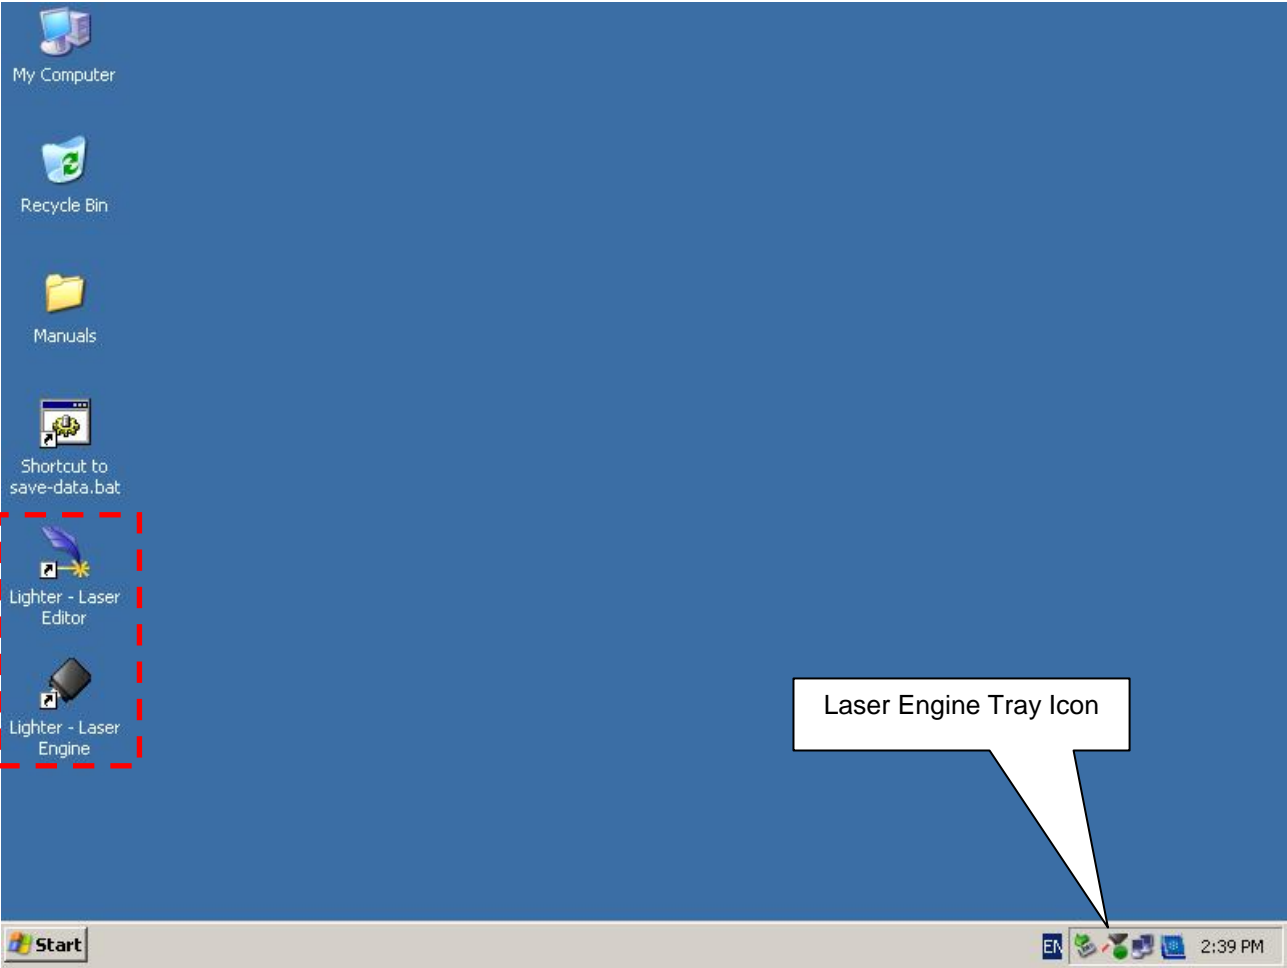 My Computer
Recycle Bin
Manuals
Shortcut to
save-data.bat
Lighter - Laser
Editor
Lighter - Laser
Engine
Laser Engine Tray Icon
Start
EN
2:39 PM